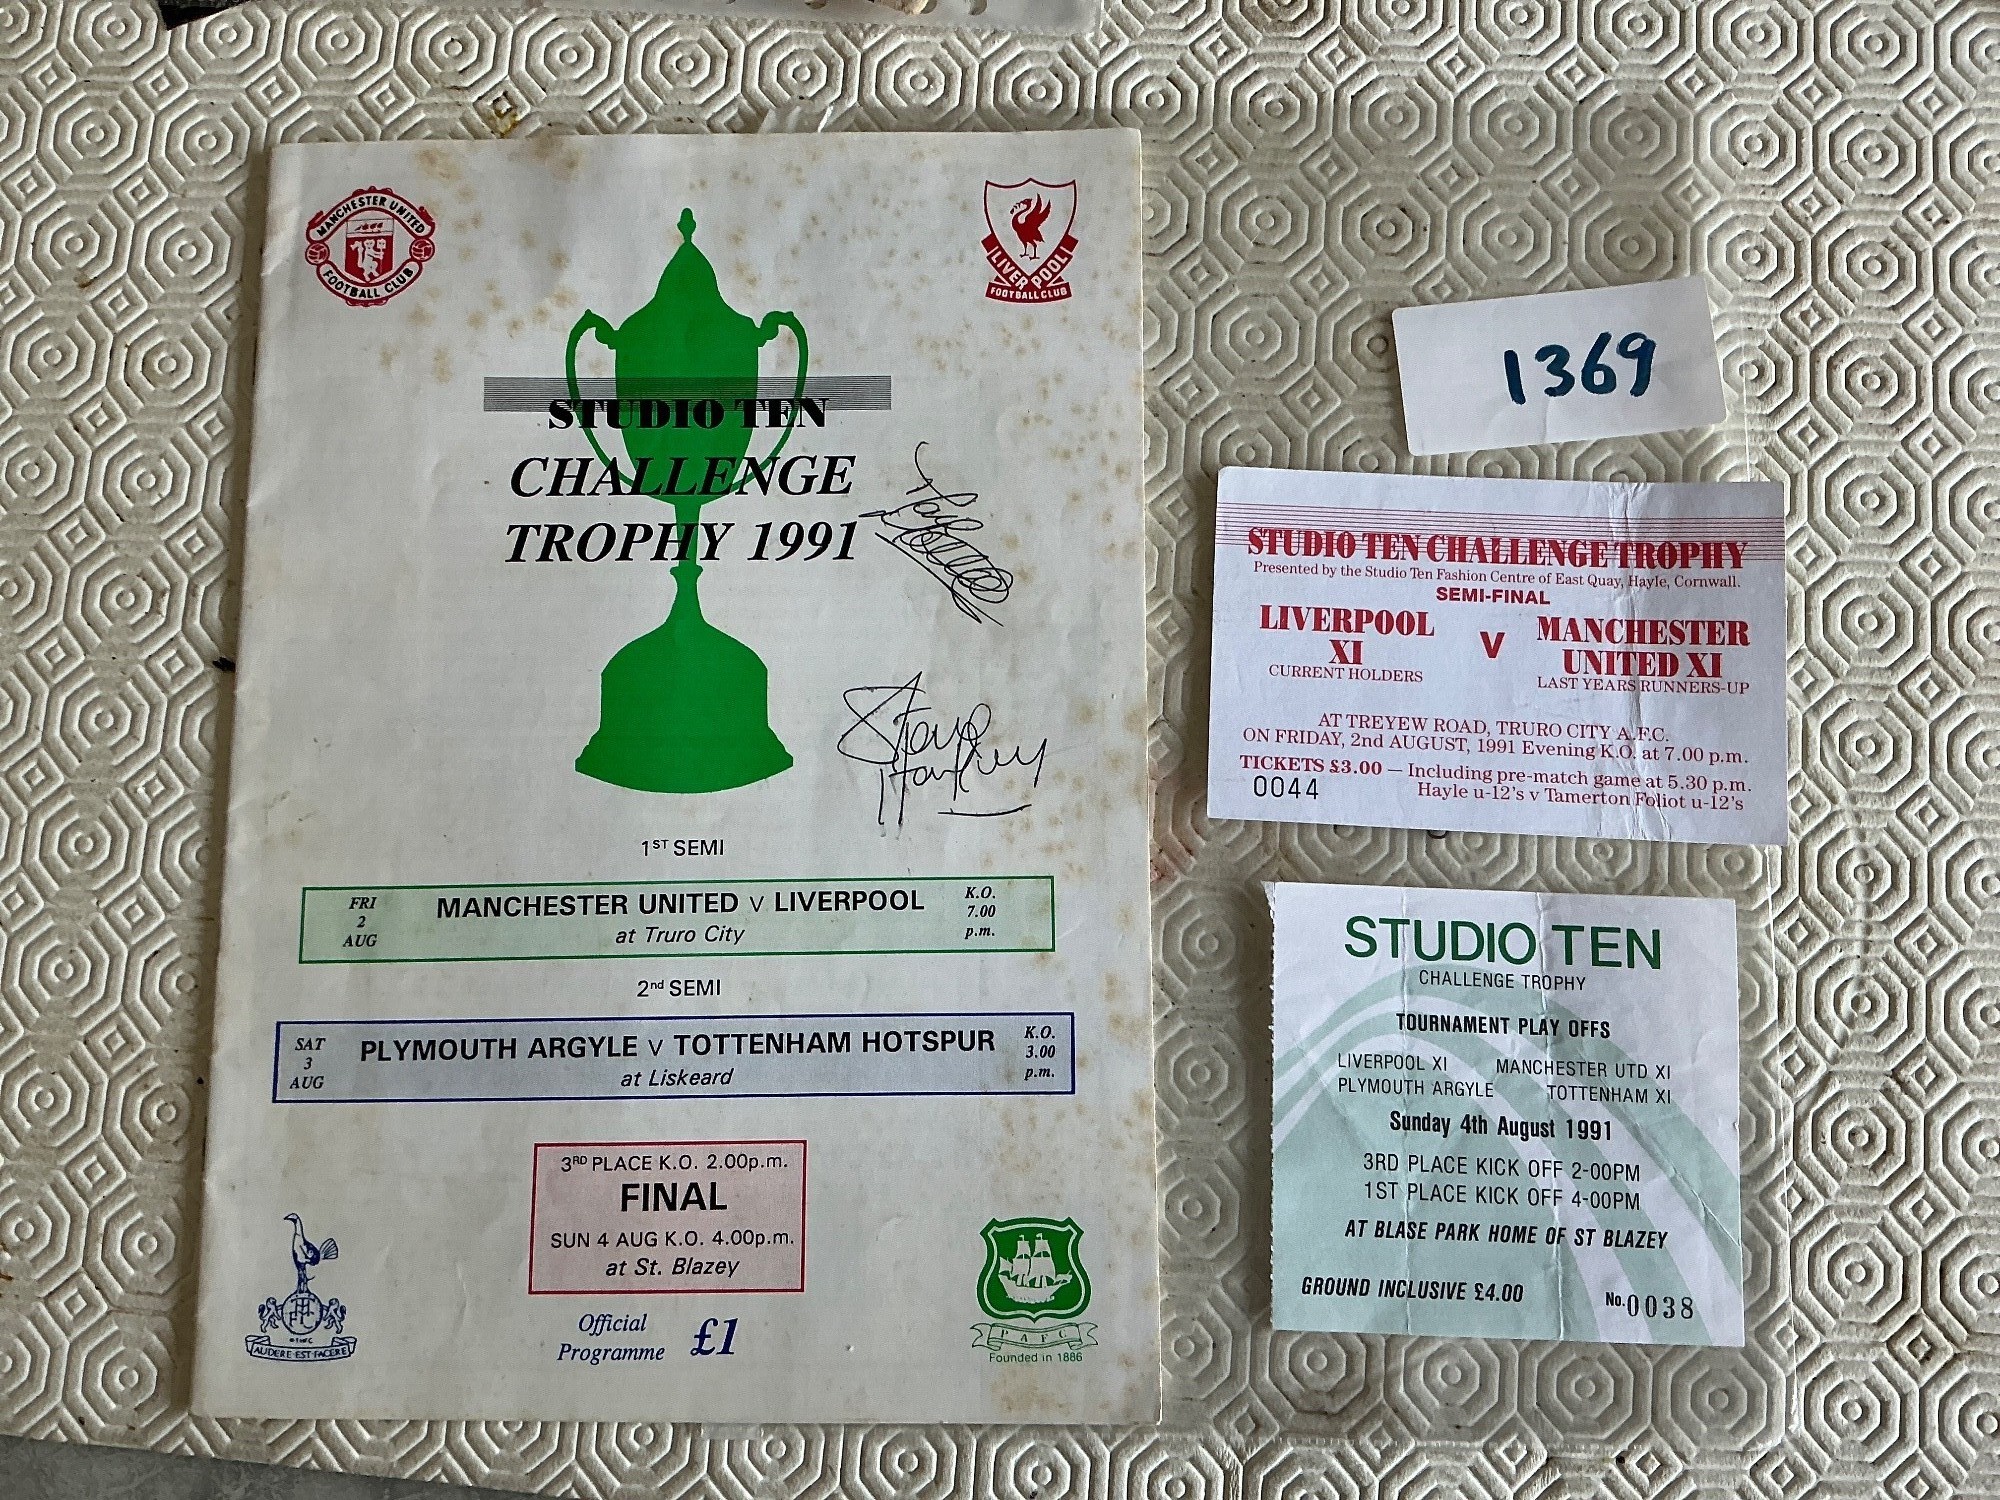 MANCHESTER UNITED
FOOTBALL CLUB
LIVERPOOL
FOOTBALL CLUB
STUDIO TEN
CHALLENGE
TROPHY 1991
1ST SEMI
FRI
2
AUG
MANCHESTER UNITED v LIVERPOOL
at Truro City
K.O.
7.00
p.m.
2nd SEMI
SAT
3
AUG
PLYMOUTH ARGYLE v TOTTENHAM HOTSPUR
at Liskeard
K.O.
3.00
p.m.
3RD PLACE K.O. 2.00p.m.
FINAL
SUN 4 AUG K.O. 4.00p.m.
at St. Blazey
Official
Programme £1
AUDERE EST FACERE
P A F C
Founded in 1886
1369
STUDIO TEN CHALLENGE TROPHY
Presented by the Studio Ten Fashion Centre of East Quay, Hayle, Cornwall.
SEMI-FINAL
LIVERPOOL
XI
CURRENT HOLDERS
V
MANCHESTER
UNITED XI
LAST YEARS RUNNERS-UP
AT TREYEW ROAD, TRURO CITY A.F.C.
ON FRIDAY, 2nd AUGUST, 1991 Evening K.O. at 7.00 p.m.
TICKETS £3.00 — Including pre-match game at 5.30 p.m.
0044 Hayle u-12's v Tamerton Foliot u-12's
STUDIO TEN
CHALLENGE TROPHY
TOURNAMENT PLAY OFFS
LIVERPOOL XI MANCHESTER UTD XI
PLYMOUTH ARGYLE TOTTENHAM XI
Sunday 4th August 1991
3RD PLACE KICK OFF 2-00PM
1ST PLACE KICK OFF 4-00PM
AT BLASE PARK HOME OF ST BLAZEY
GROUND INCLUSIVE £4.00 No. 0038